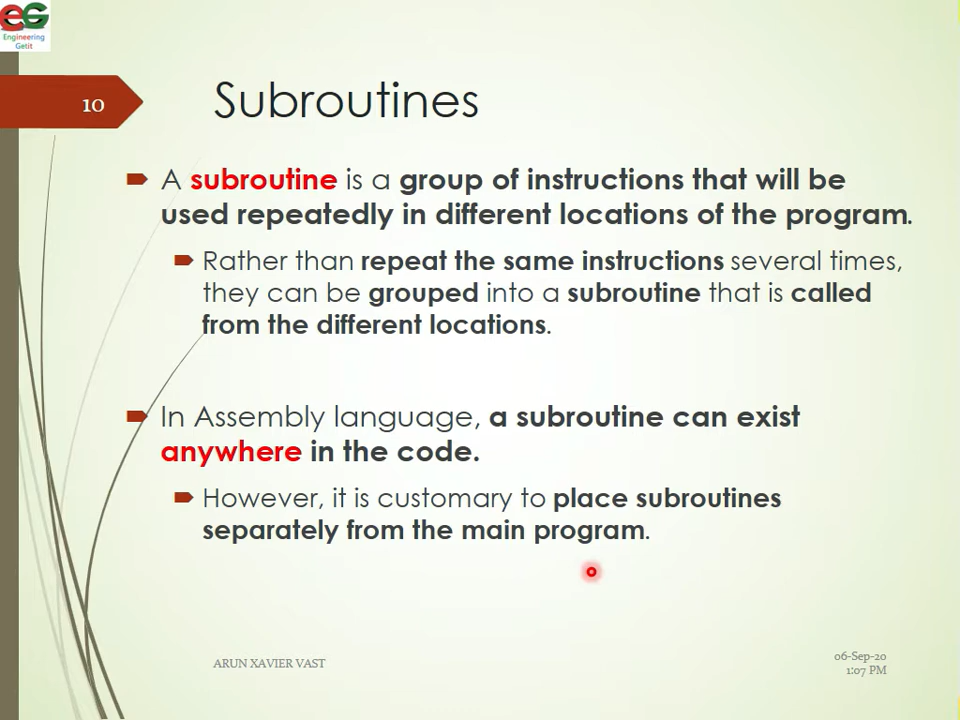 EG
Engineering
Getit
10
Subroutines
A subroutine is a group of instructions that will be
used repeatedly in different locations of the program.
Rather than repeat the same instructions several times,
they can be grouped into a subroutine that is called
from the different locations.
In Assembly language, a subroutine can exist
anywhere in the code.
However, it is customary to place subroutines
separately from the main program.
ARUN XAVIER VAST
06-Sep-20
1:07 PM